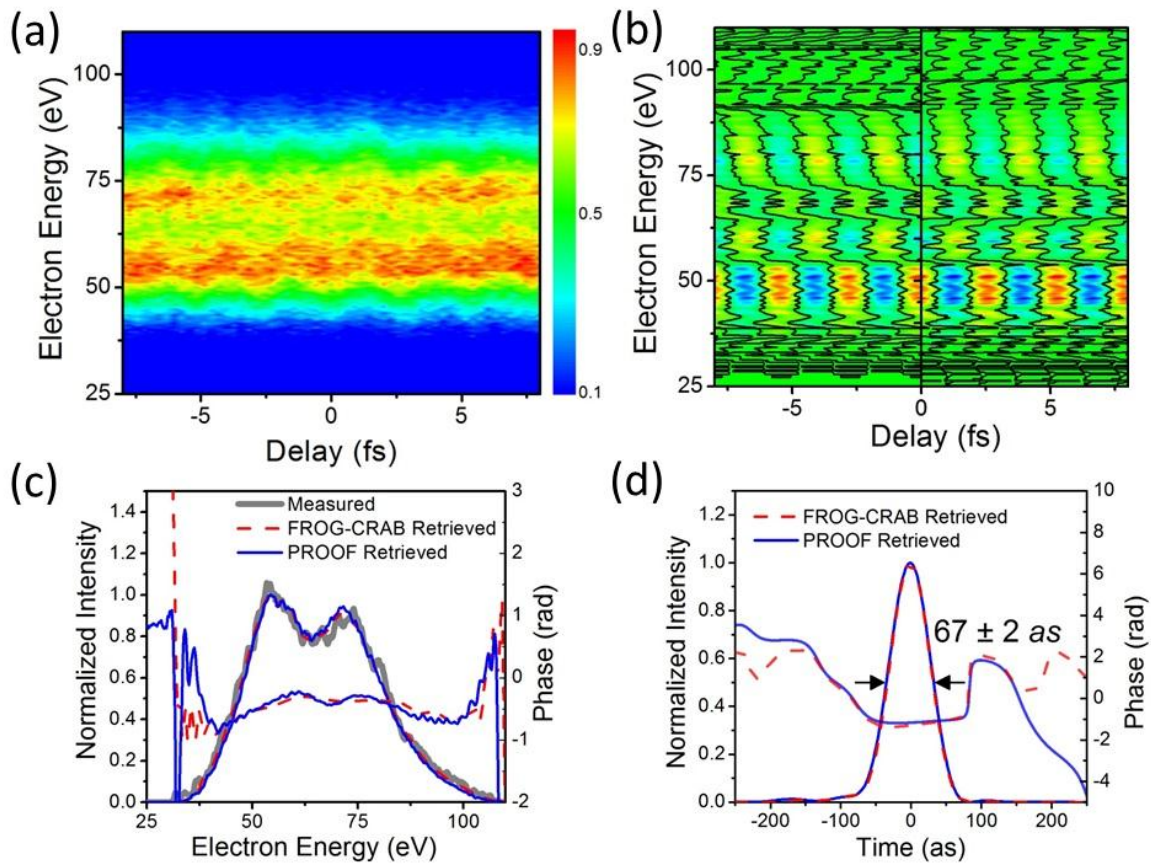 (a)
Electron Energy (eV)
100
75
50
25
-5
0
5
Delay (fs)
0.9
0.5
0.1
(b)
Electron Energy (eV)
100
75
50
25
-5
0
5
Delay (fs)
(c)
Normalized Intensity
1.4
1.2
1.0
0.8
0.6
0.4
0.2
0.0
Measured
FROG-CRAB Retrieved
PROOF Retrieved
3
2
1
0
-1
-2
Phase (rad)
25
50
75
100
Electron Energy (eV)
(d)
Normalized Intensity
1.2
1.0
0.8
0.6
0.4
0.2
0.0
FROG-CRAB Retrieved
PROOF Retrieved
67 ± 2 as
10
8
6
4
2
0
-2
-4
Phase (rad)
-200
-100
0
100
200
Time (as)